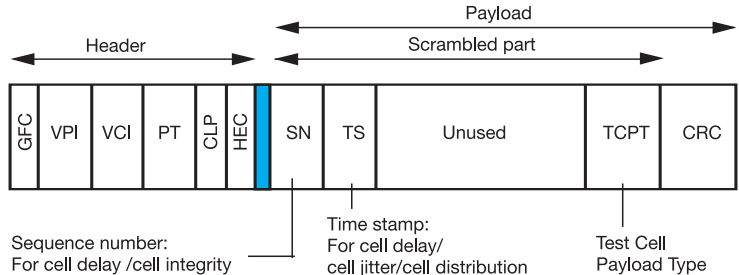 Payload
Header
Scrambled part
GFC
VPI
VCI
PT
CLP
HEC
SN
TS
Unused
TCPT
CRC
Sequence number:
For cell delay /cell integrity
Time stamp:
For cell delay/
cell jitter/cell distribution
Test Cell
Payload Type